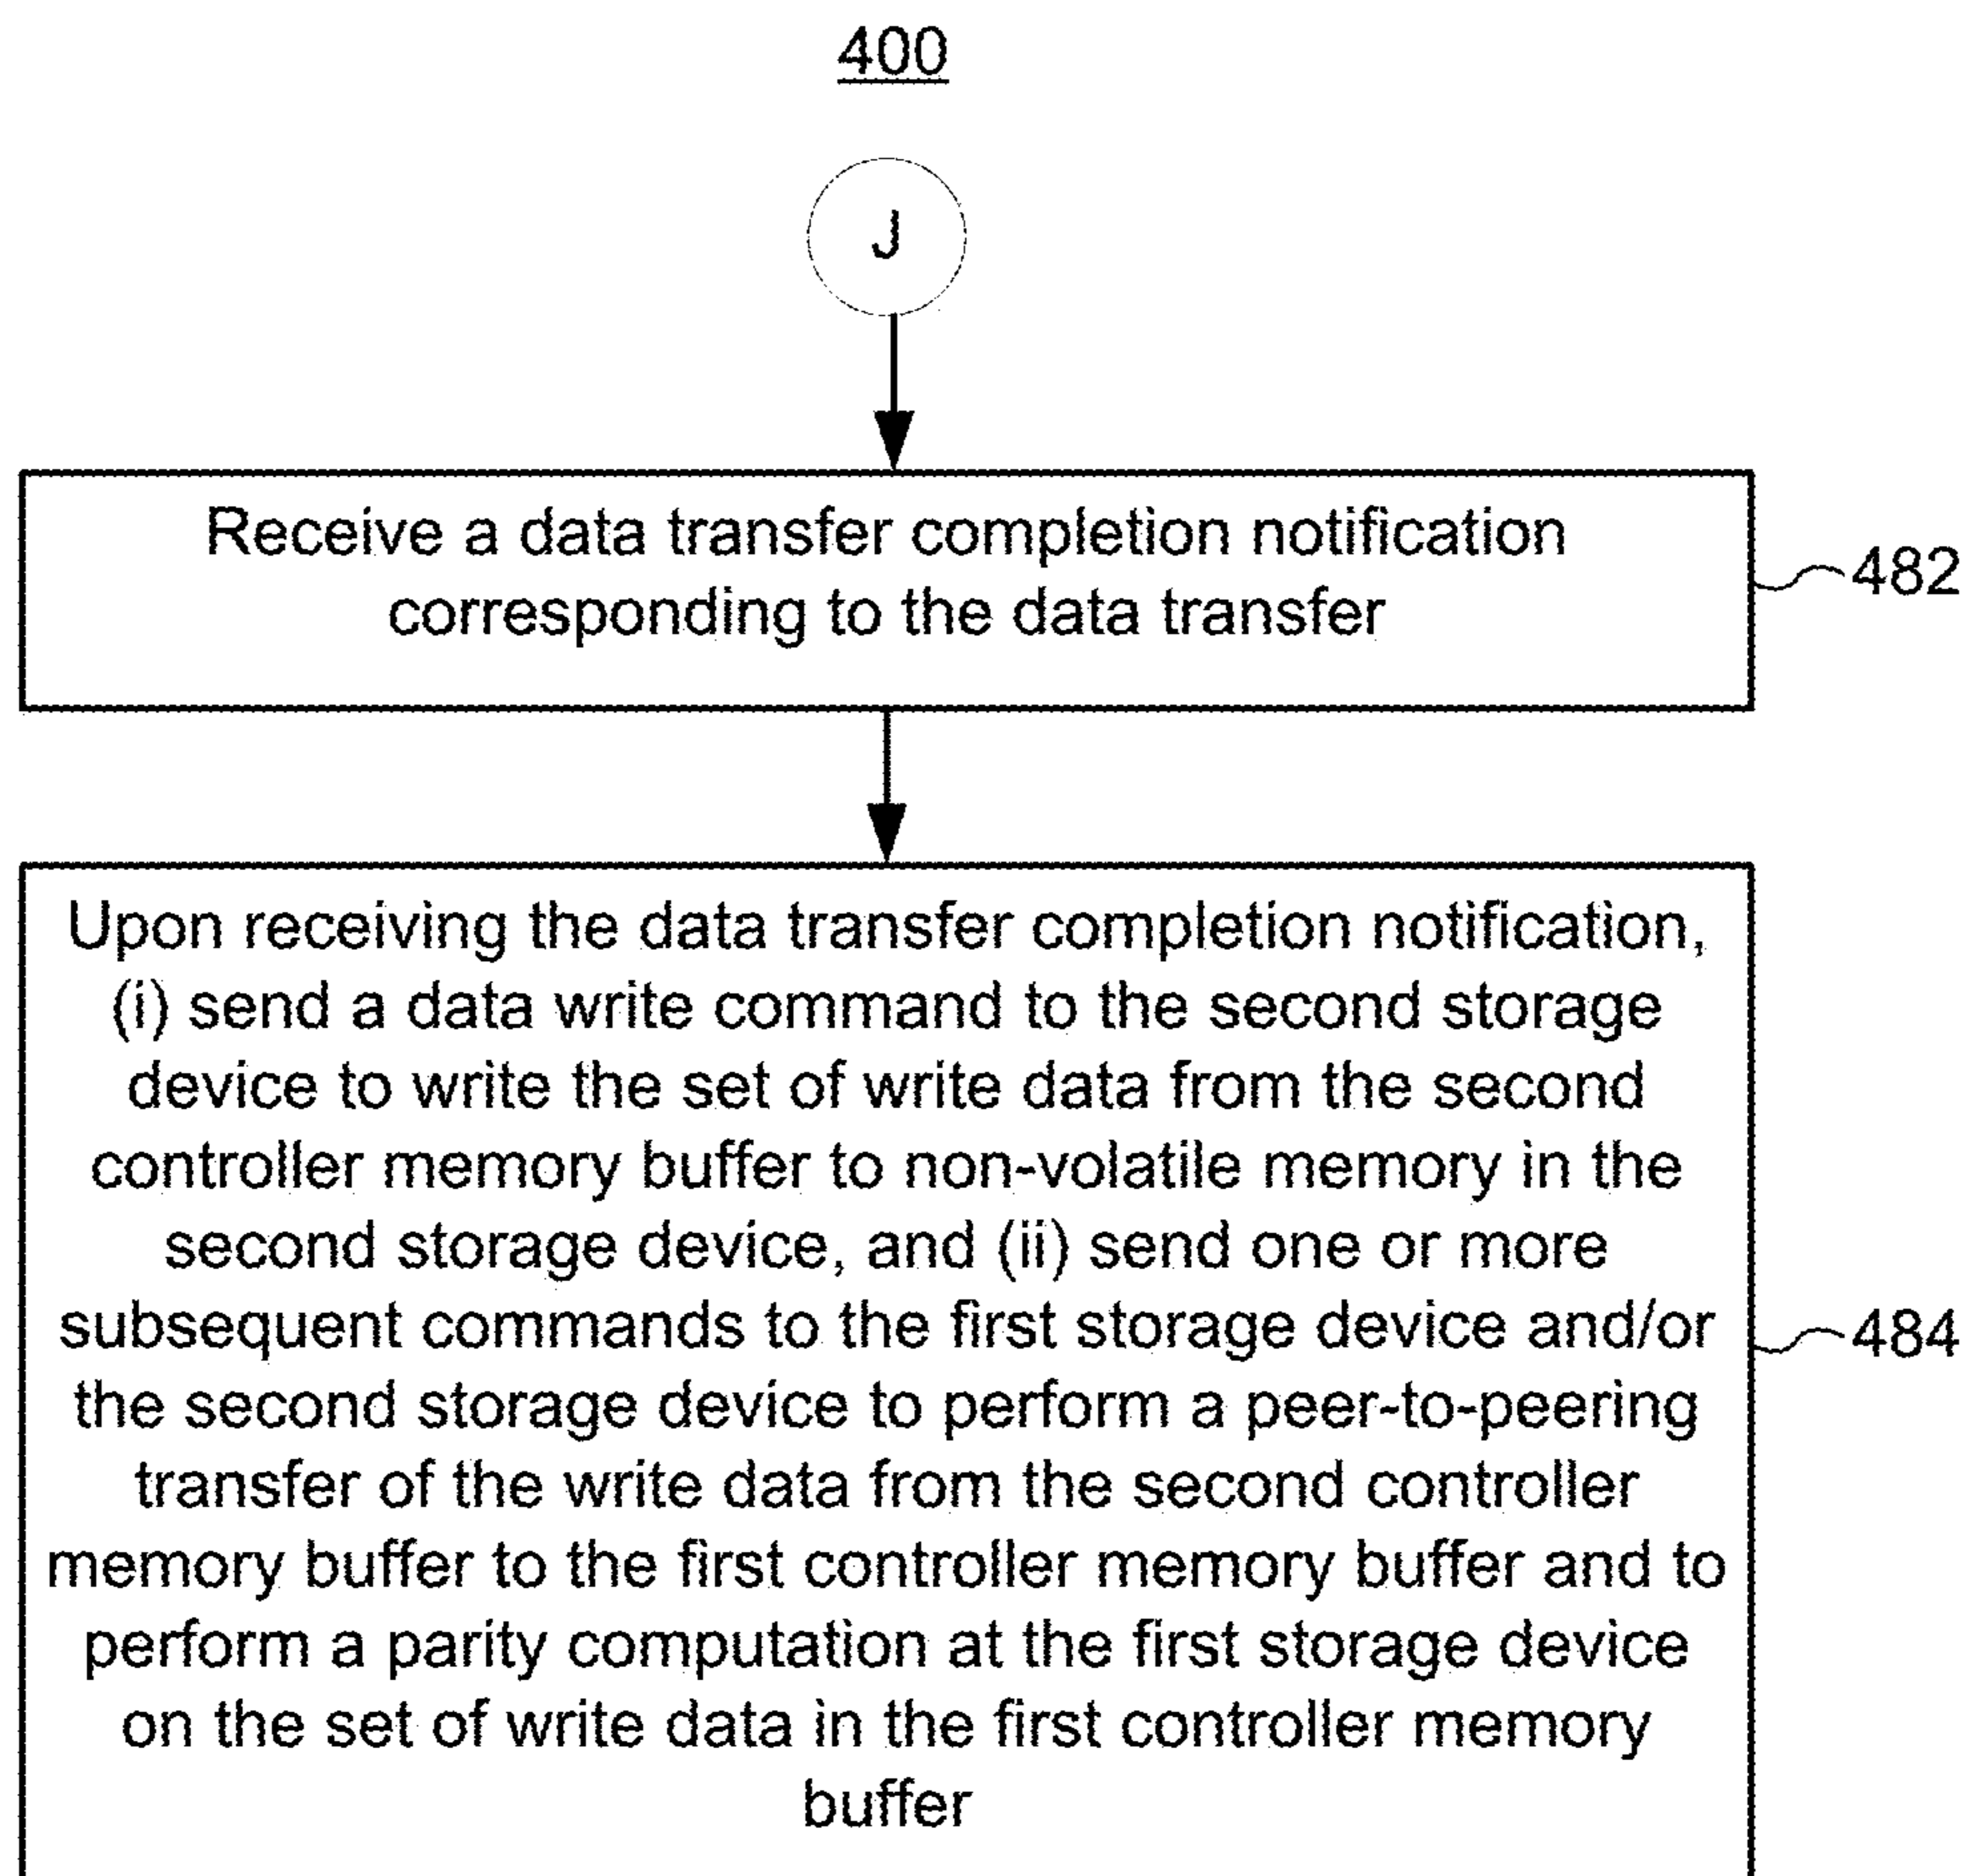 400
J
Receive a data transfer completion notification
corresponding to the data transfer
482
Upon receiving the data transfer completion notification,
(i) send a data write command to the second storage
device to write the set of write data from the second
controller memory buffer to non-volatile memory in the
second storage device, and (ii) send one or more
subsequent commands to the first storage device and/or
the second storage device to perform a peer-to-peering
transfer of the write data from the second controller
memory buffer to the first controller memory buffer and to
perform a parity computation at the first storage device
on the set of write data in the first controller memory
buffer
484